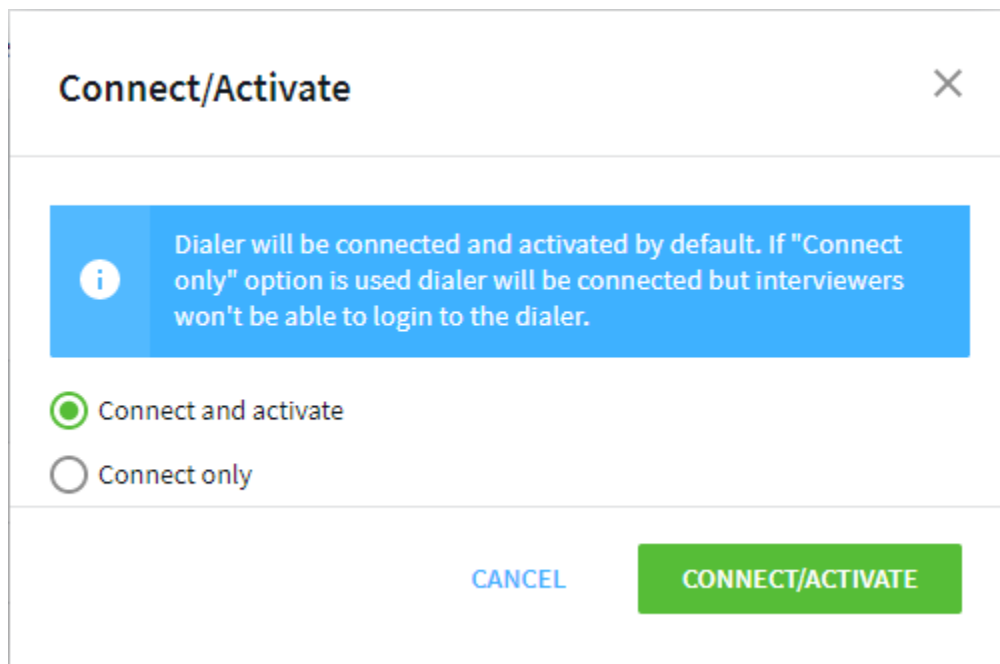 Connect/Activate
Dialer will be connected and activated by default. If "Connect
only" option is used dialer will be connected but interviewers
won't be able to login to the dialer.
Connect and activate
Connect only
CANCEL
CONNECT/ACTIVATE